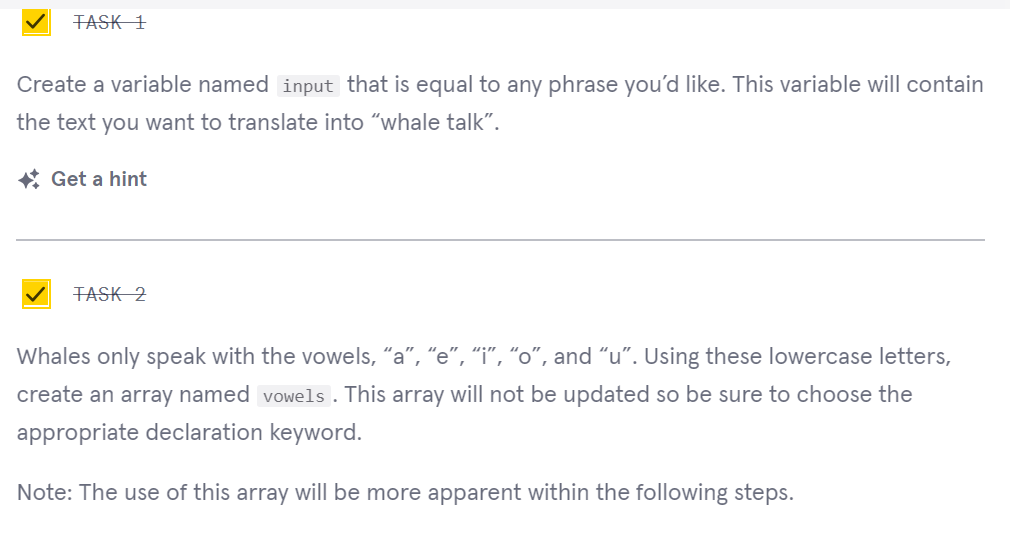 TASK 1
Create a variable named input that is equal to any phrase you’d like. This variable will contain
the text you want to translate into “whale talk”.
Get a hint
TASK 2
Whales only speak with the vowels, “a”, “e”, “i”, “o”, and “u”. Using these lowercase letters,
create an array named vowels. This array will not be updated so be sure to choose the
appropriate declaration keyword.
Note: The use of this array will be more apparent within the following steps.